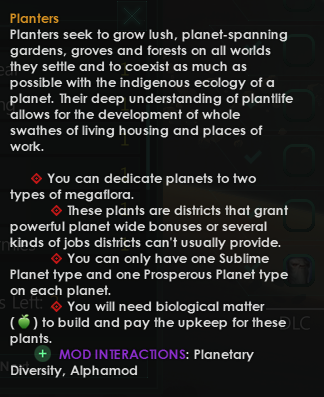 Planters
Planters seek to grow lush, planet-spanning
gardens, groves and forests on all worlds
they settle and to coexist as much as
possible with the indigenous ecology of a
planet. Their deep understanding of plantlife
allows for the development of whole
swathes of living housing and places of
work.
You can dedicate planets to two
types of megaflora.
These plants are districts that grant
powerful planet wide bonuses or several
kinds of jobs districts can't usually provide.
You can only have one Sublime
Planet type and one Prosperous Planet type
on each planet.
You will need biological matter
( ) to build and pay the upkeep for these
plants.
MOD INTERACTIONS: Planetary
Diversity, Alphamod
s Left:
DLC